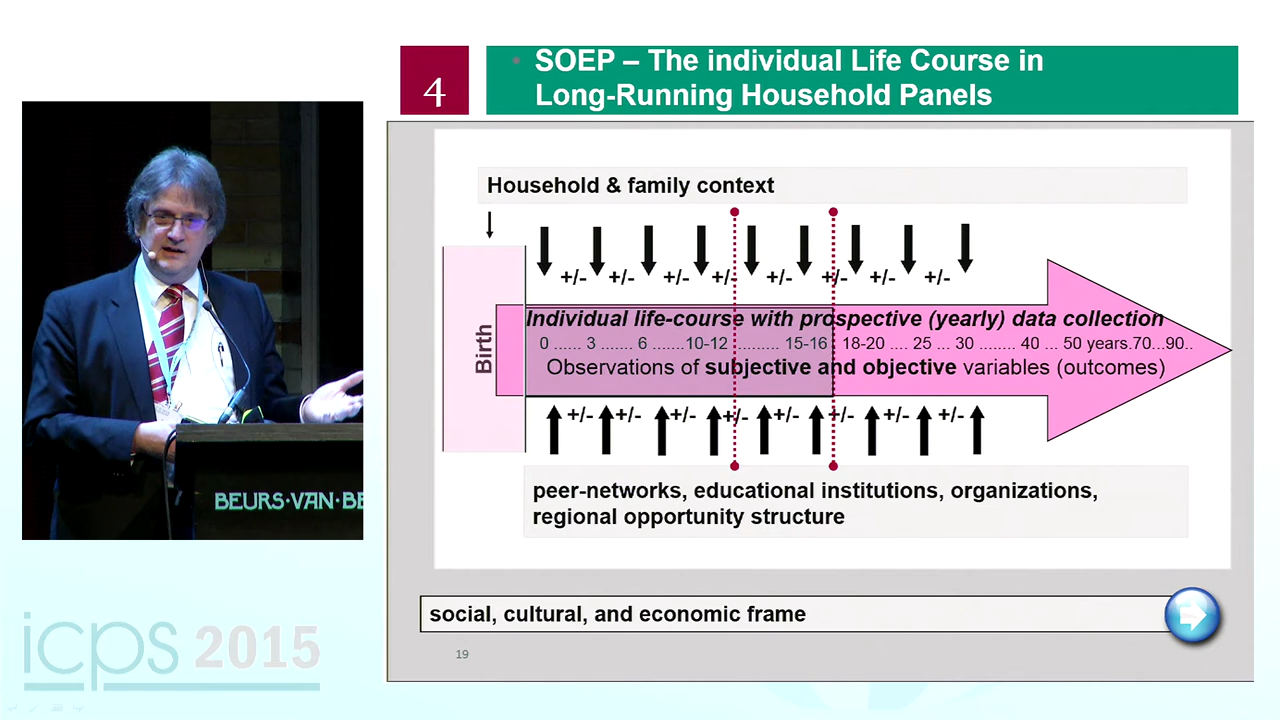 4
• SOEP – The individual Life Course in
Long-Running Household Panels
Household & family context
+/- +/- +/- +/- +/- +/- +/- +/-
Birth
Individual life-course with prospective (yearly) data collection
0 ...... 3 ....... 6 .......10-12 .......... 15-16 18-20 .... 25 ... 30 ........ 40 ... 50 years.70...90..
Observations of subjective and objective variables (outcomes)
+/- +/- +/- +/- +/- +/- +/- +/-
peer-networks, educational institutions, organizations,
regional opportunity structure
social, cultural, and economic frame
19
BEURS·VAN·BE
icps 2015